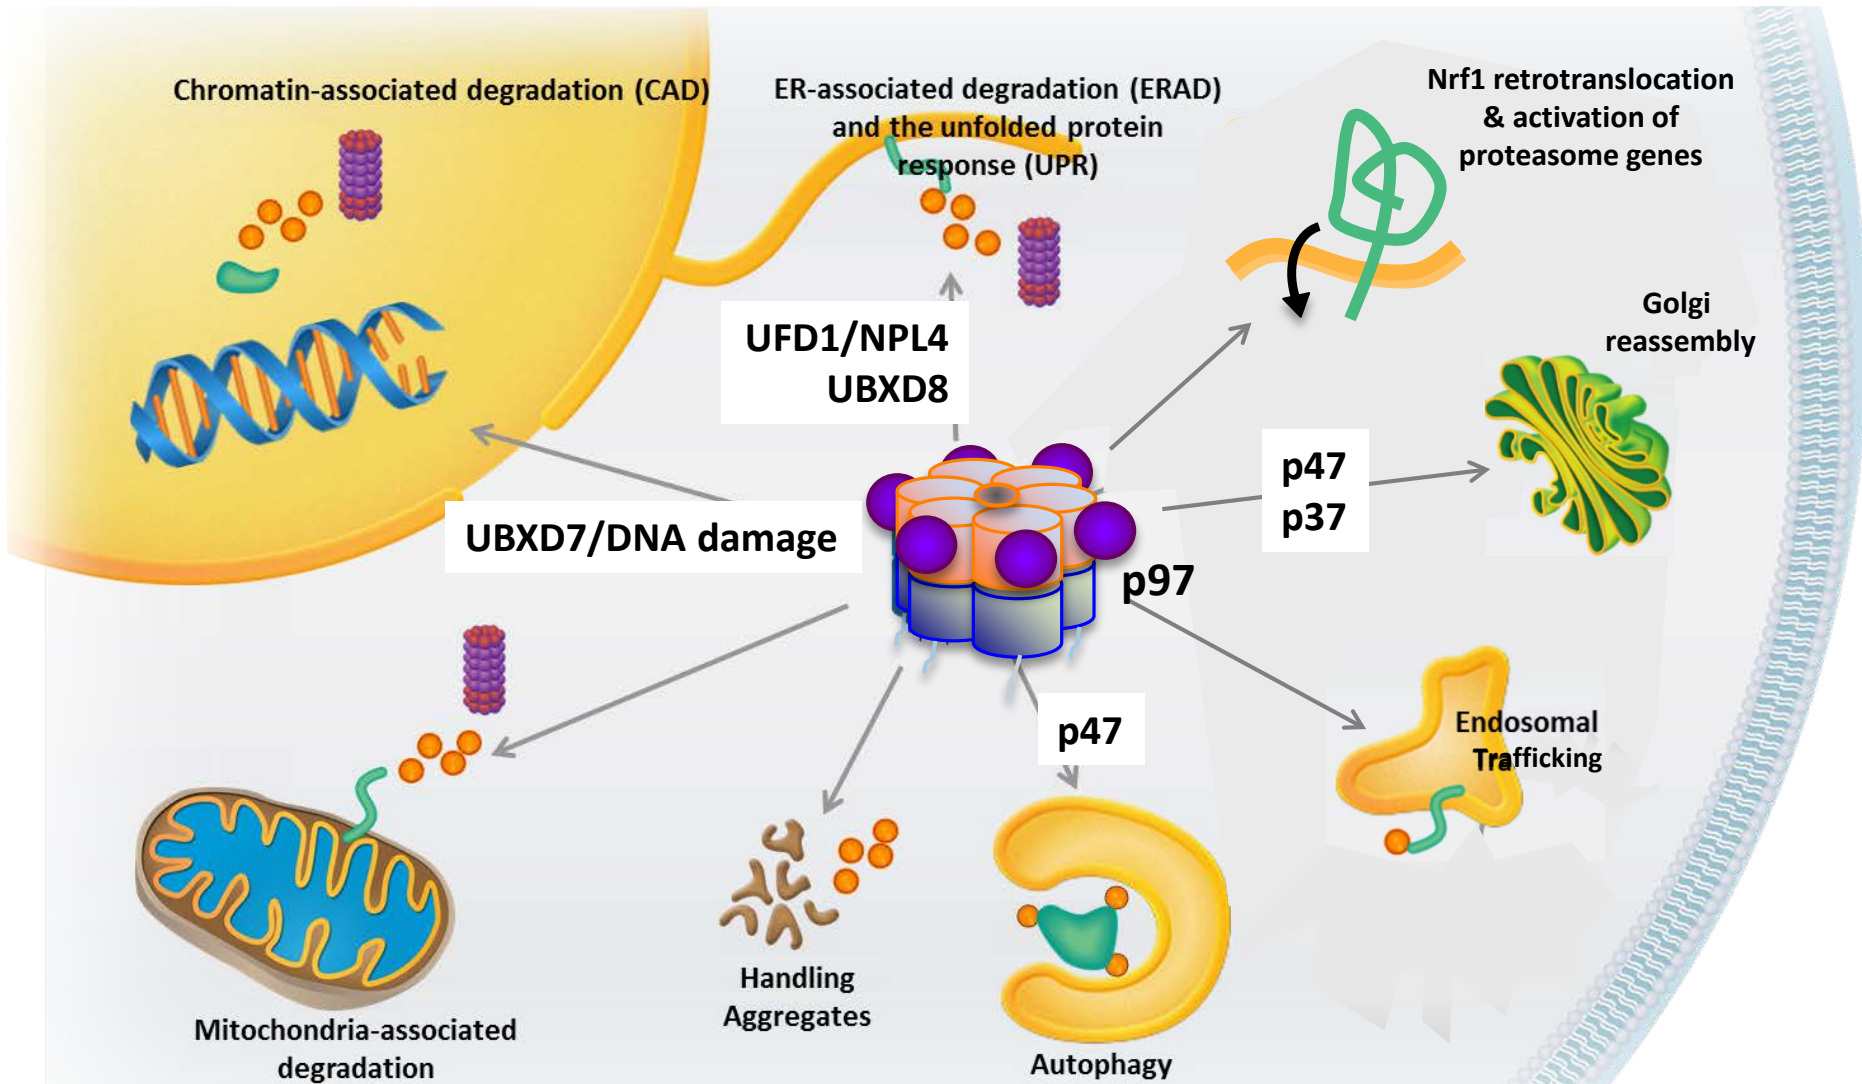 Chromatin-associated degradation (CAD)
ER-associated degradation (ERAD)
and the unfolded protein
response (UPR)
Nrf1 retrotranslocation
& activation of
proteasome genes
Golgi
reassembly
UFD1/NPL4
UBXD8
p47
p37
UBXD7/DNA damage
p97
p47
Endosomal
Trafficking
Handling
Aggregates
Mitochondria-associated
degradation
Autophagy